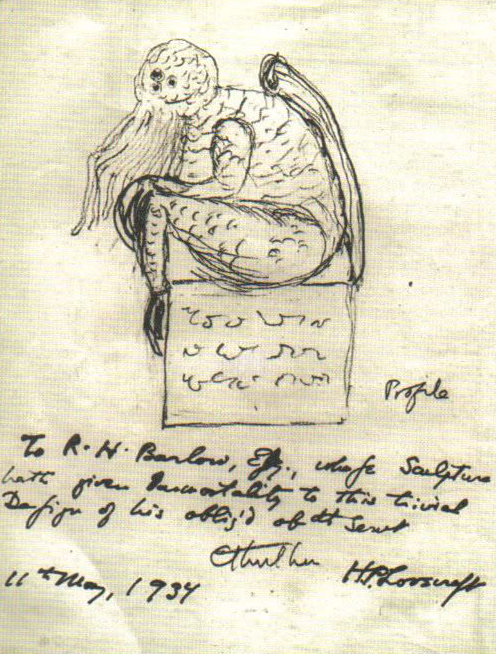 Profile
To R. H. Barlow, Esq., whose Sculpture
hath given Immortality to this trivial
Design of his oblig'd obt Servt
Cthulhu
H.P. Lovecraft
11th May, 1934